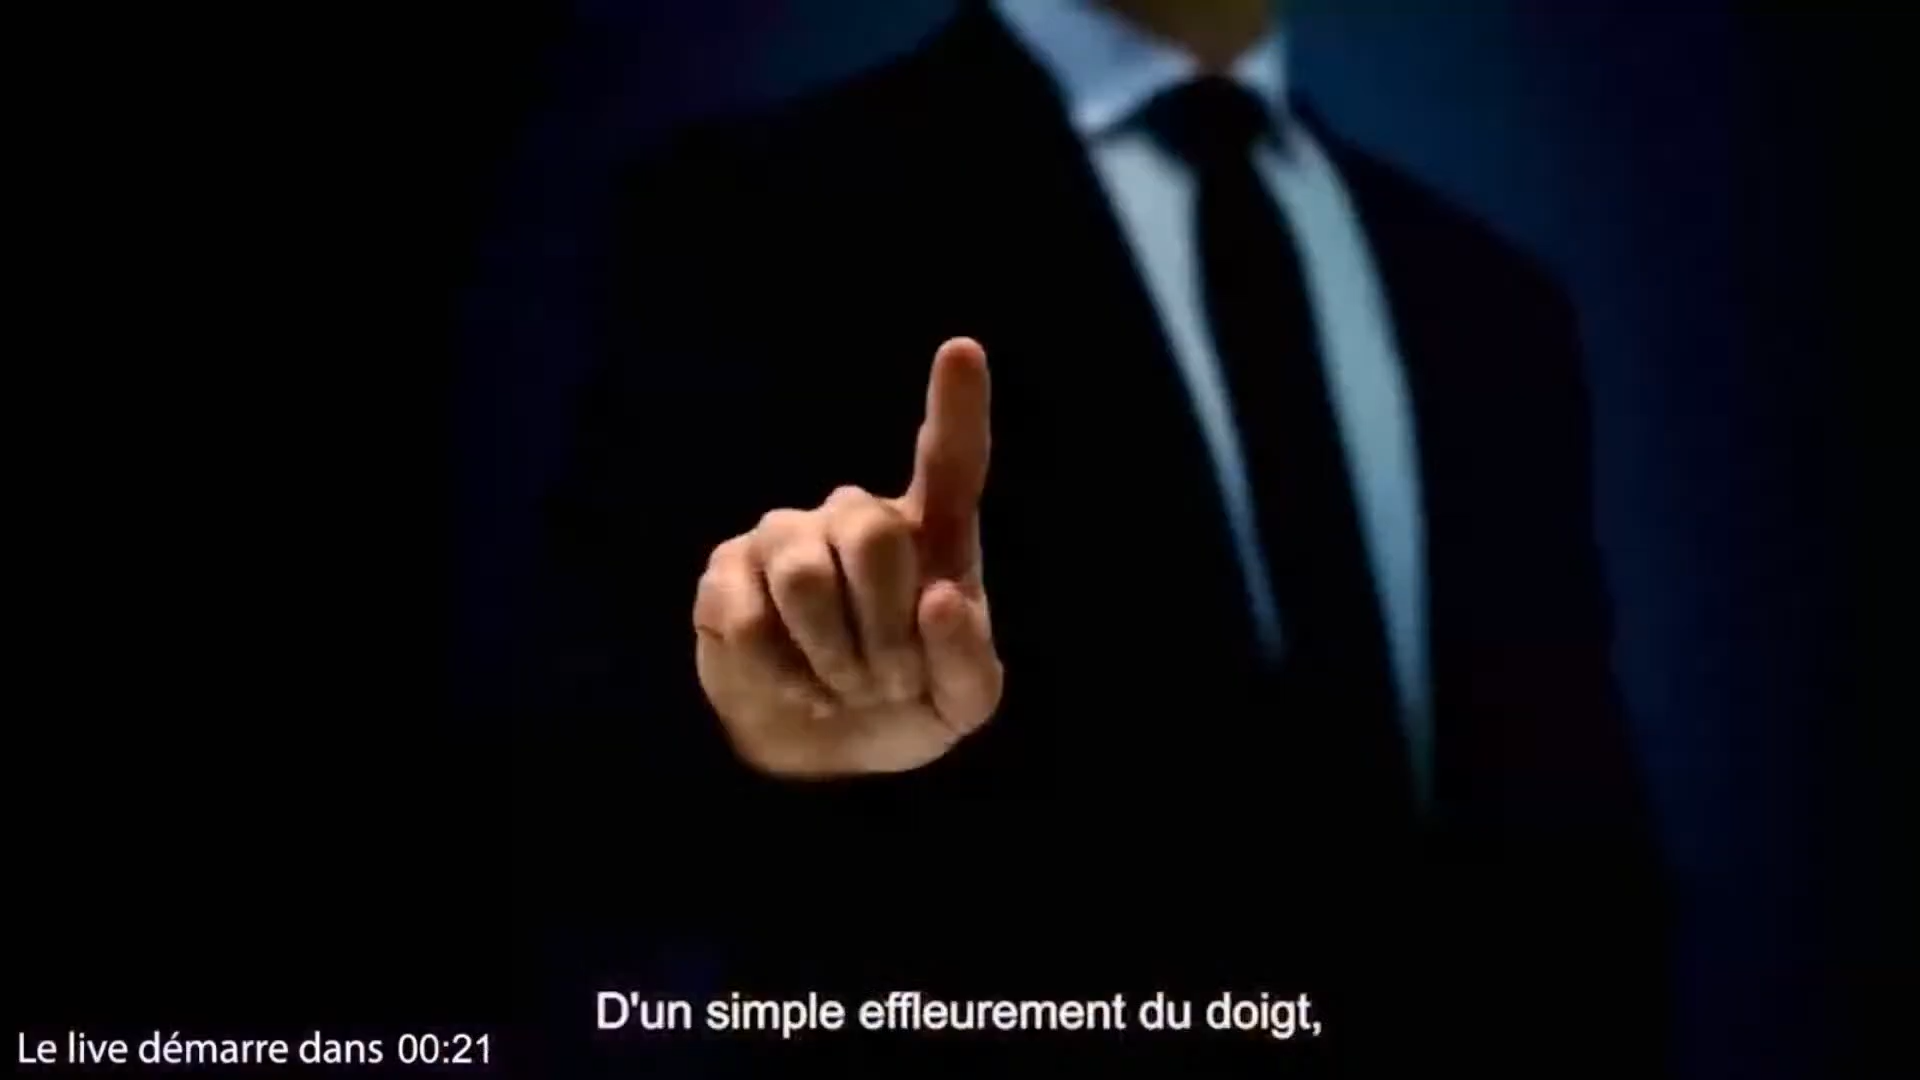 D'un simple effleurement du doigt,
Le live démarre dans 00:21